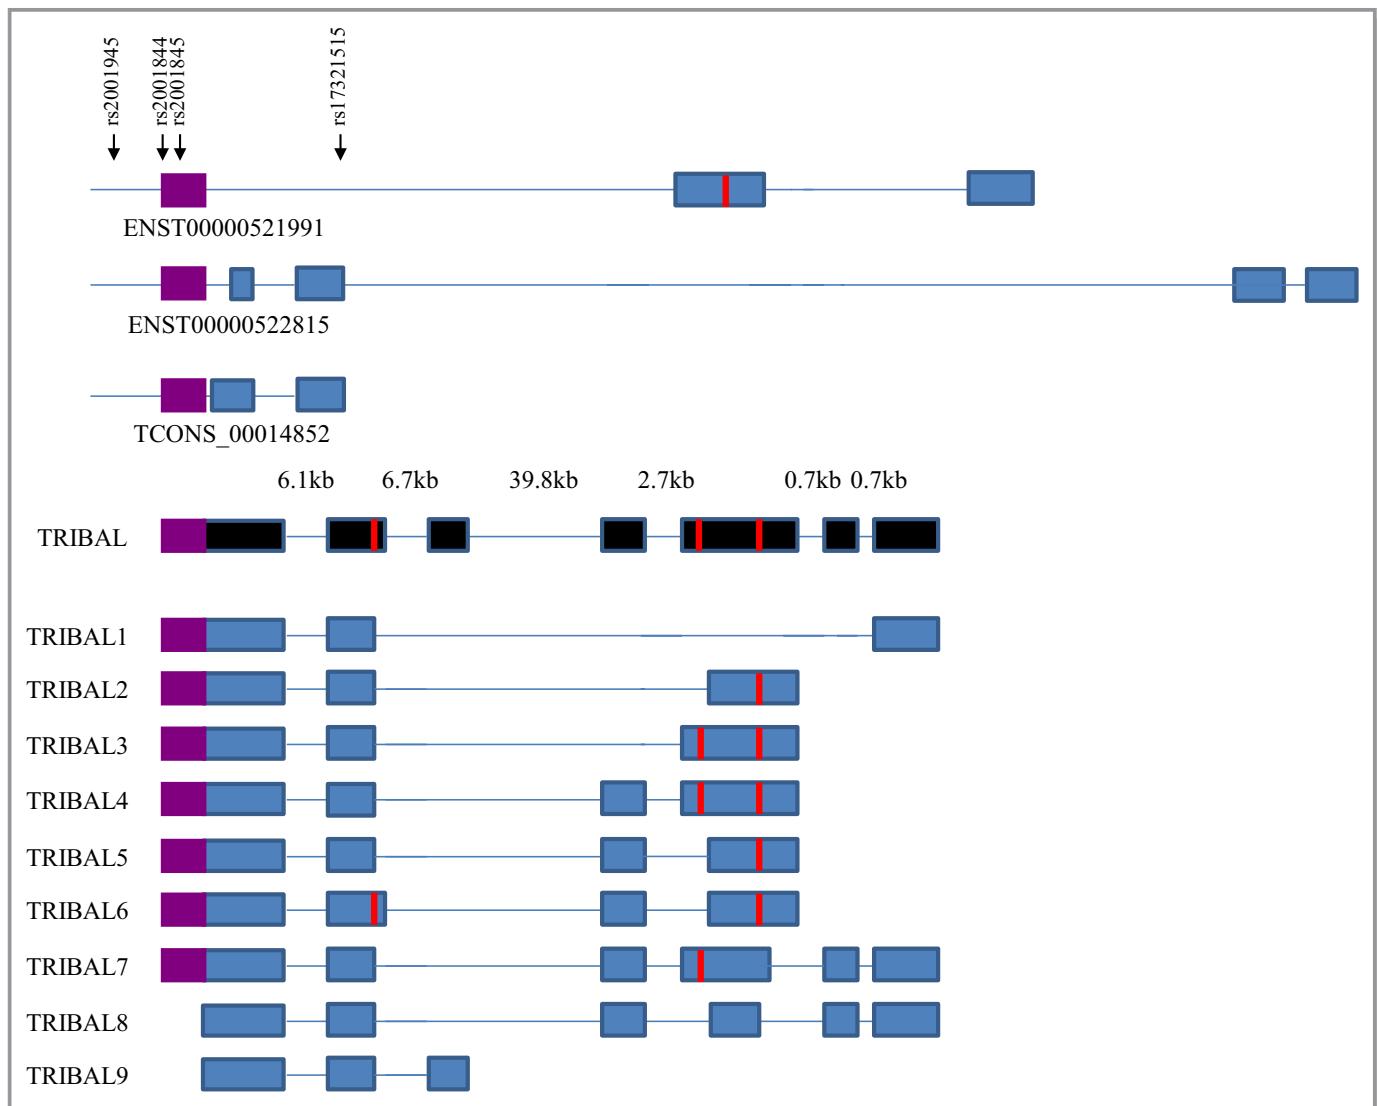 rs2001945
rs2001844
rs2001845
rs17321515
ENST00000521991
ENST00000522815
TCONS_00014852
6.1kb 6.7kb 39.8kb 2.7kb 0.7kb 0.7kb
TRIBAL
TRIBAL1
TRIBAL2
TRIBAL3
TRIBAL4
TRIBAL5
TRIBAL6
TRIBAL7
TRIBAL8
TRIBAL9